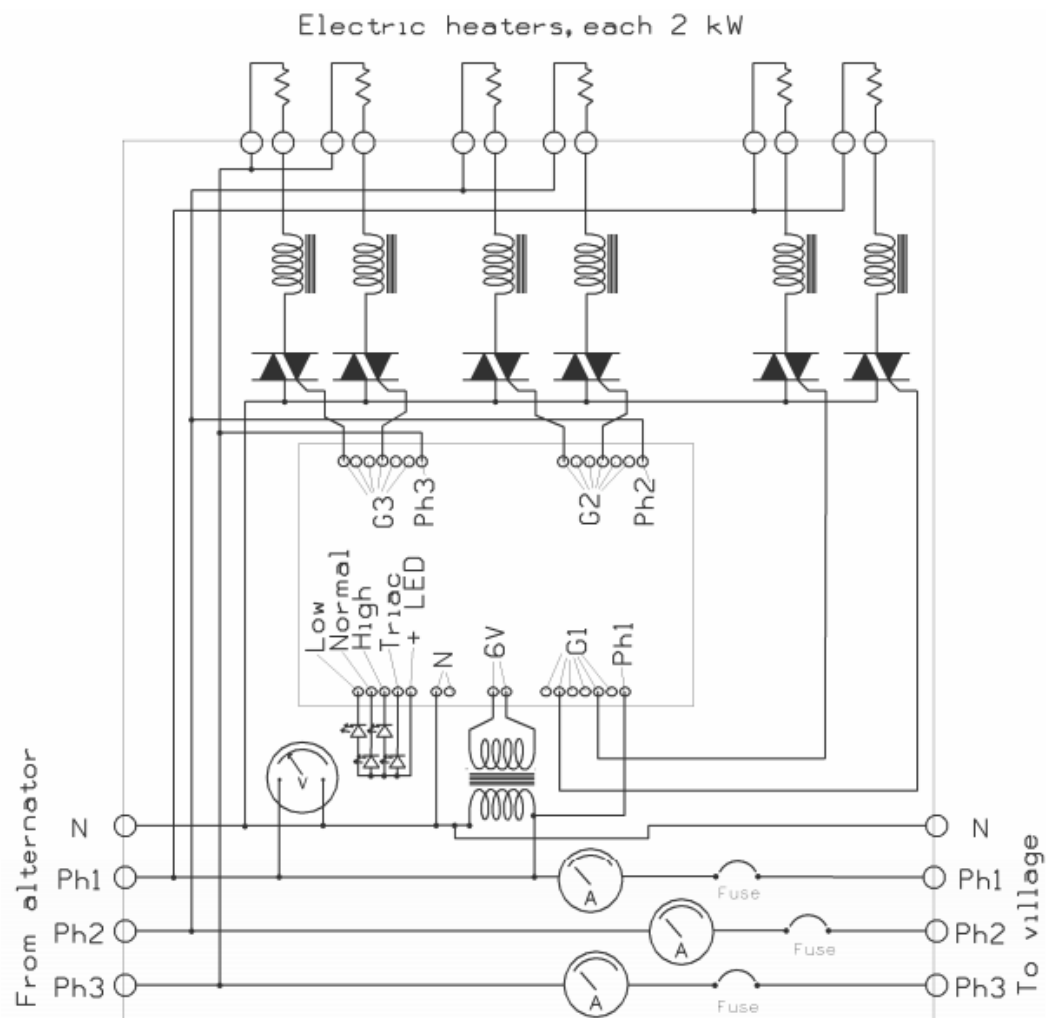 Electric heaters, each 2 kW
G3
Ph3
G2
Ph2
Low
Normal
High
Triac
+ LED
N
6V
G1
Ph1
V
From alternator
N
Ph1
Ph2
Ph3
A
Fuse
A
Fuse
A
Fuse
N
Ph1
Ph2
Ph3
To village